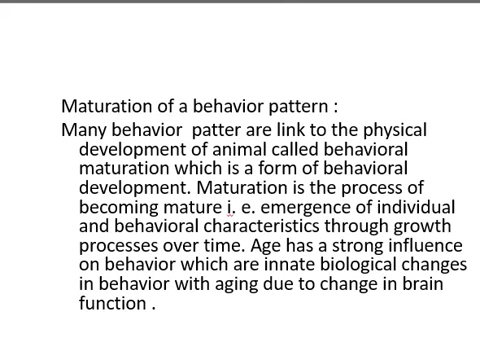 Maturation of a behavior pattern :
Many behavior  patter are link to the physical
development of animal called behavioral
maturation which is a form of behavioral
development. Maturation is the process of
becoming mature i. e. emergence of individual
and behavioral characteristics through growth
processes over time. Age has a strong influence
on behavior which are innate biological changes
in behavior with aging due to change in brain
function .